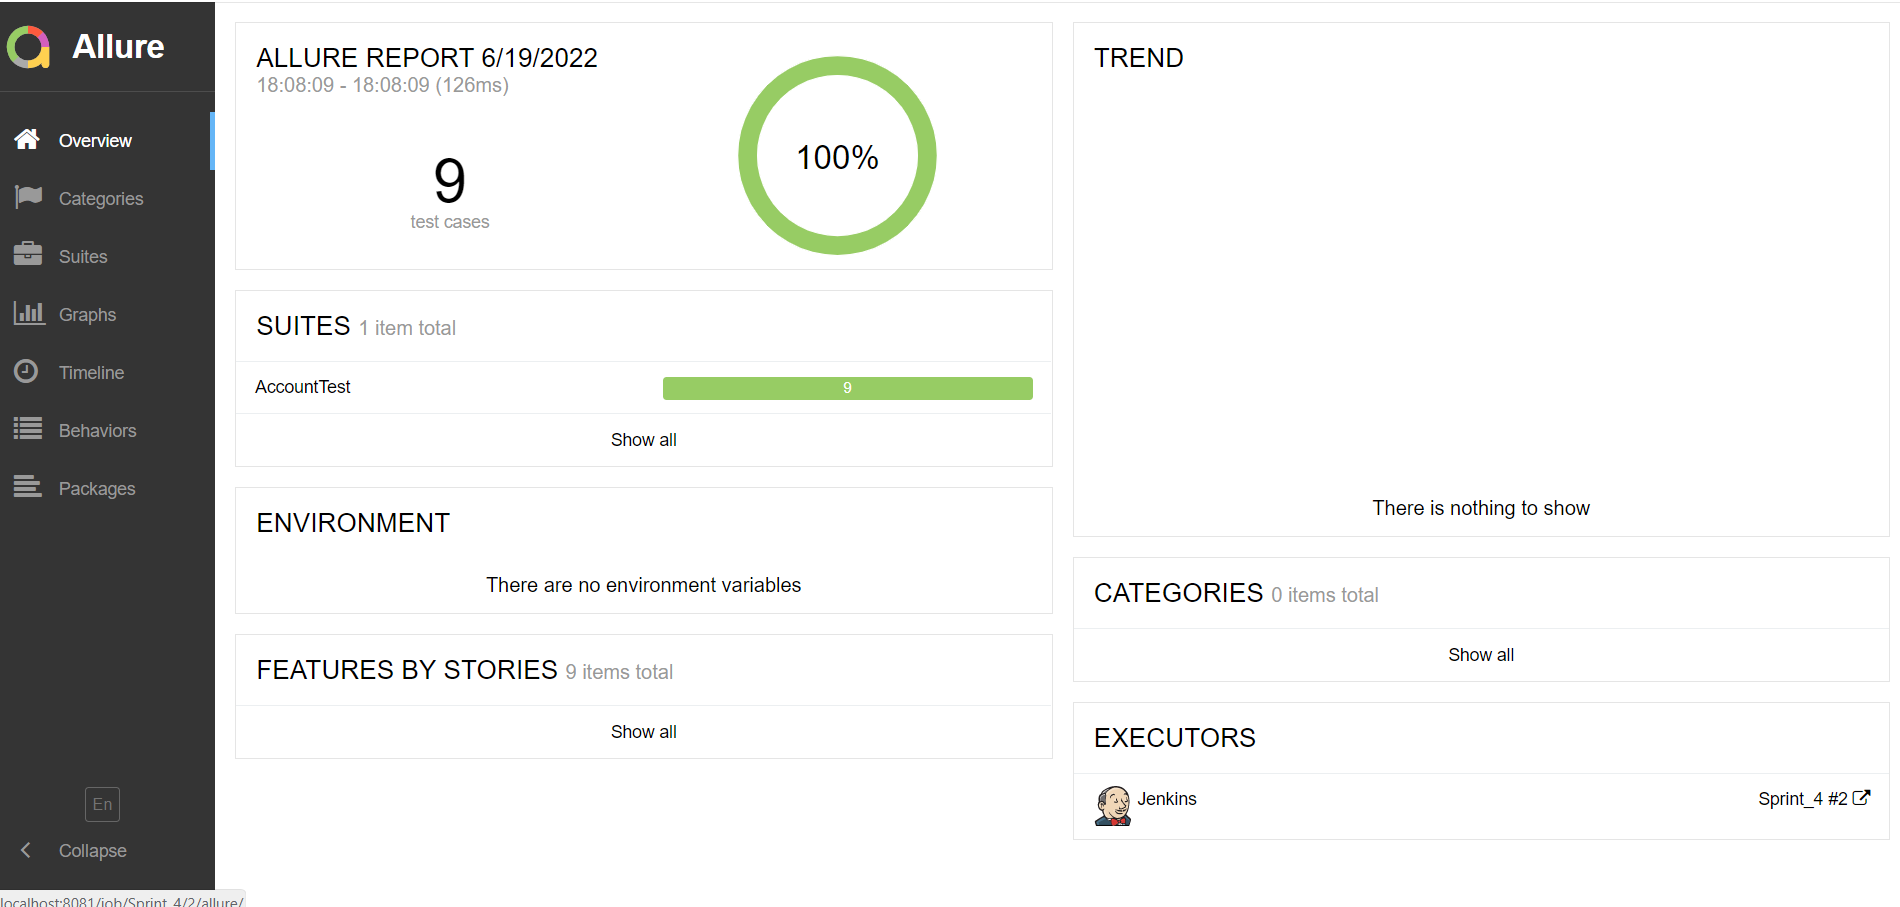 Allure
Overview
Categories
Suites
Graphs
Timeline
Behaviors
Packages
En
Collapse
localhost:8081/job/Sprint_4/2/allure/
ALLURE REPORT 6/19/2022
18:08:09 - 18:08:09 (126ms)
9
test cases
100%
SUITES 1 item total
AccountTest 9
Show all
ENVIRONMENT
There are no environment variables
FEATURES BY STORIES 9 items total
Show all
TREND
There is nothing to show
CATEGORIES 0 items total
Show all
EXECUTORS
Jenkins Sprint_4 #2